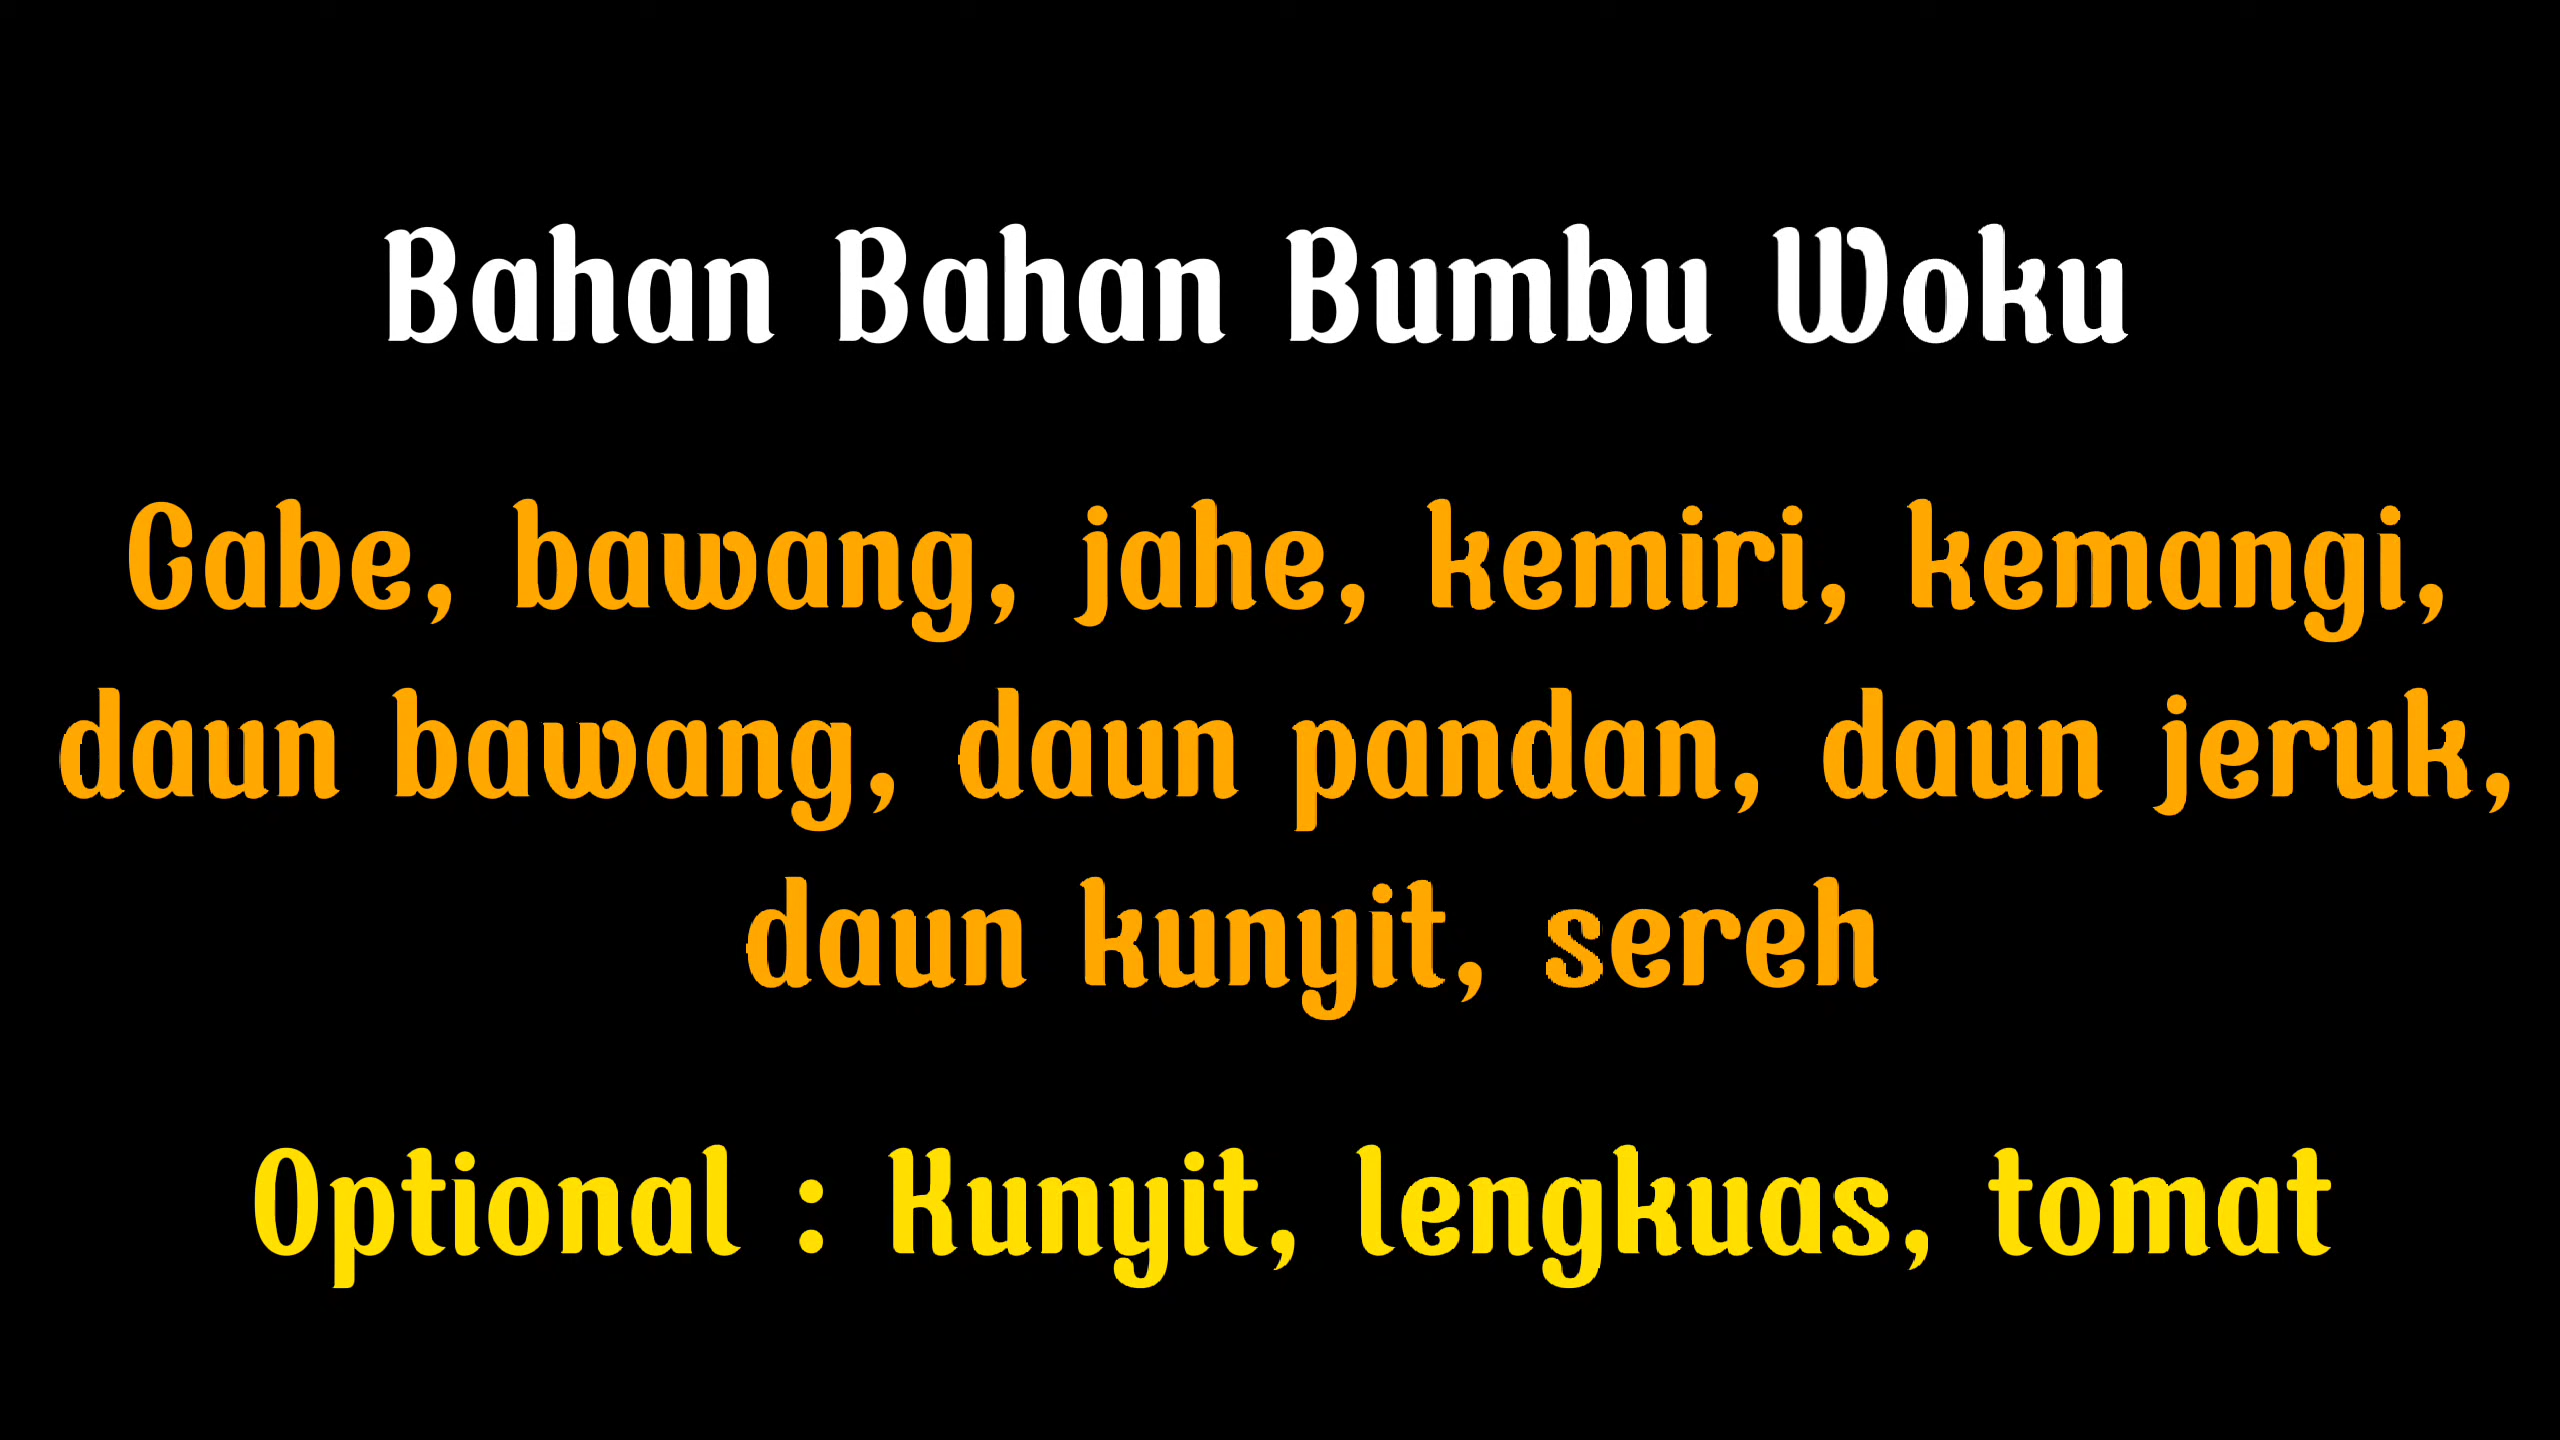 Bahan Bahan Bumbu Woku
Cabe, bawang, jahe, kemiri, kemangi,
daun bawang, daun pandan, daun jeruk,
daun kunyit, sereh
Optional : Kunyit, lengkuas, tomat